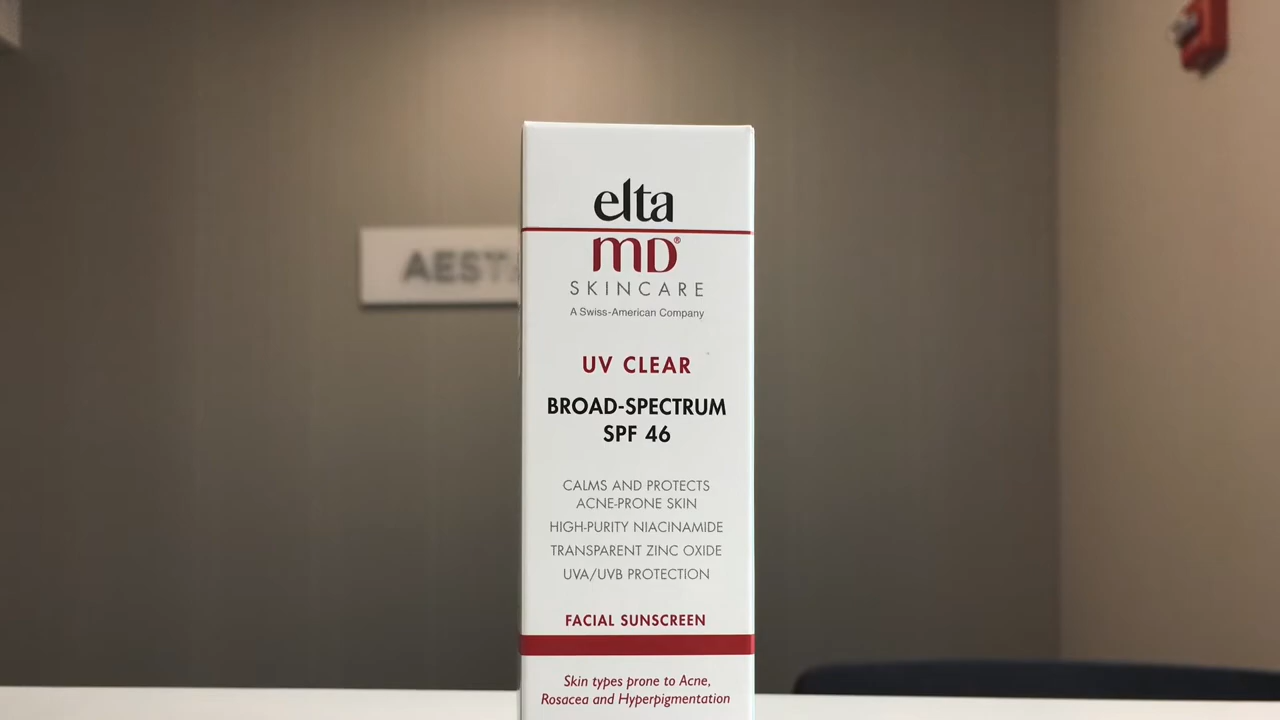 elta
MD®
SKINCARE
A Swiss-American Company
UV CLEAR
BROAD-SPECTRUM
SPF 46
CALMS AND PROTECTS
ACNE-PRONE SKIN
HIGH-PURITY NIACINAMIDE
TRANSPARENT ZINC OXIDE
UVA/UVB PROTECTION
FACIAL SUNSCREEN
Skin types prone to Acne,
Rosacea and Hyperpigmentation